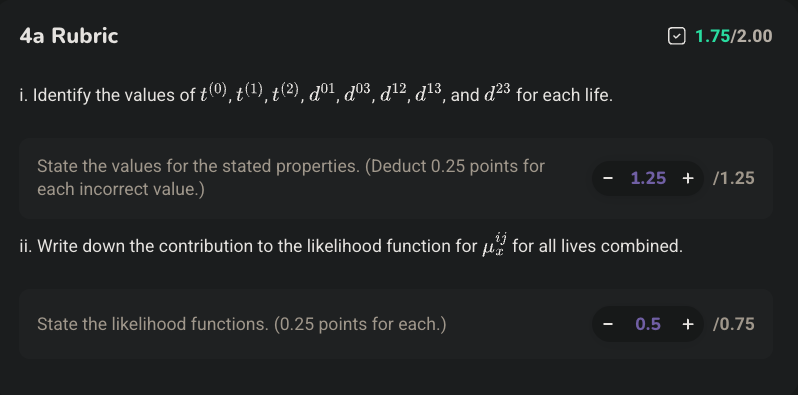 4a Rubric
1.75/2.00
i. Identify the values of t^(0), t^(1), t^(2), d^01, d^03, d^12, d^13, and d^23 for each life.
State the values for the stated properties. (Deduct 0.25 points for
each incorrect value.)
− 1.25 + /1.25
ii. Write down the contribution to the likelihood function for μ_x^ij for all lives combined.
State the likelihood functions. (0.25 points for each.)
− 0.5 + /0.75